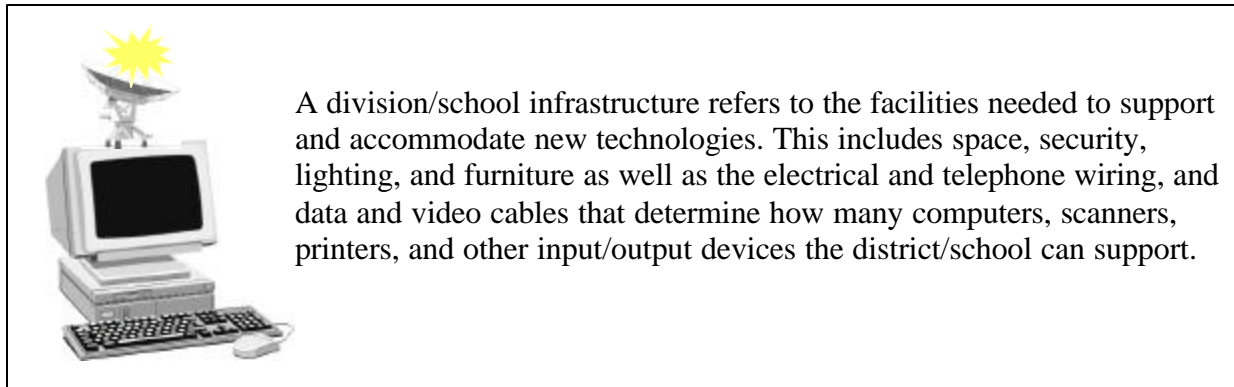 A division/school infrastructure refers to the facilities needed to support
and accommodate new technologies. This includes space, security,
lighting, and furniture as well as the electrical and telephone wiring, and
data and video cables that determine how many computers, scanners,
printers, and other input/output devices the district/school can support.